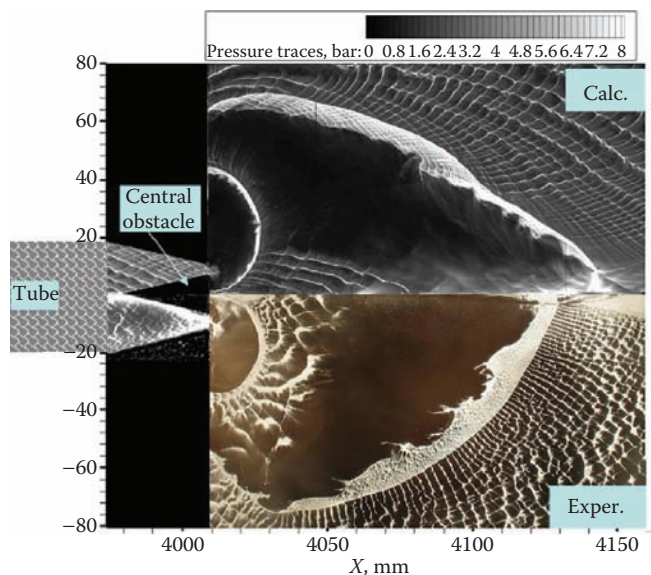 Pressure traces, bar: 0 0.8 1.6 2.4 3.2 4 4.8 5.6 6.4 7.2 8
80
Calc.
60
40
Central
obstacle
20
Tube
−20
−40
−60
Exper.
−80
4000 4050 4100 4150
X, mm